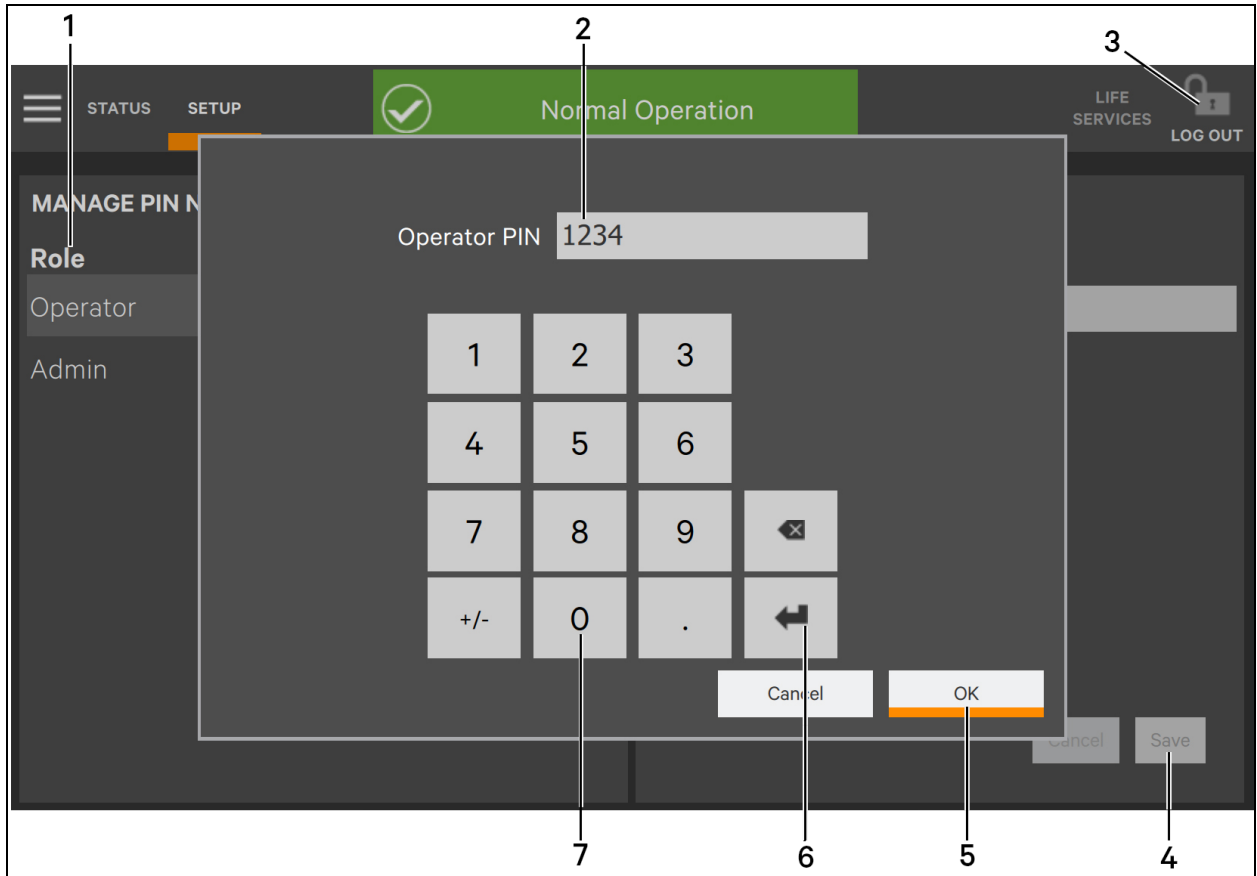 1
2
3
STATUS
SETUP
Normal Operation
LIFE
SERVICES
LOG OUT
MANAGE PIN N
Role
Operator
Admin
Operator PIN
1234
1
2
3
4
5
6
7
8
9
+/-
0
.
Cancel
OK
Cancel
Save
7
6
5
4